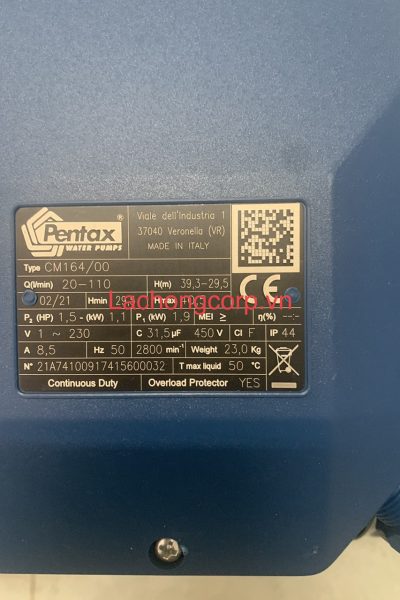 Pentax ®
WATER PUMPS
Viale dell'Industria 1
37040 Veronella (VR)
MADE IN ITALY
Type CM164/00
Q(l/min) 20-110 H(m) 39,3-29,5
02/21 Hmin 29 Hmax
Lachongcorp.vn
P₂ (HP) 1,5 - (kW) 1,1 P₁ (kW) 1,9 MEI ≥ η(%) --:-
V 1 ~ 230 C 31,5 µF 450 V Cl F IP 44
A 8,5 Hz 50 2800 min⁻¹ Weight 23,0 Kg
N° 21A74100917415600032 T max liquid 50 °C
Continuous Duty Overload Protector YES
CE